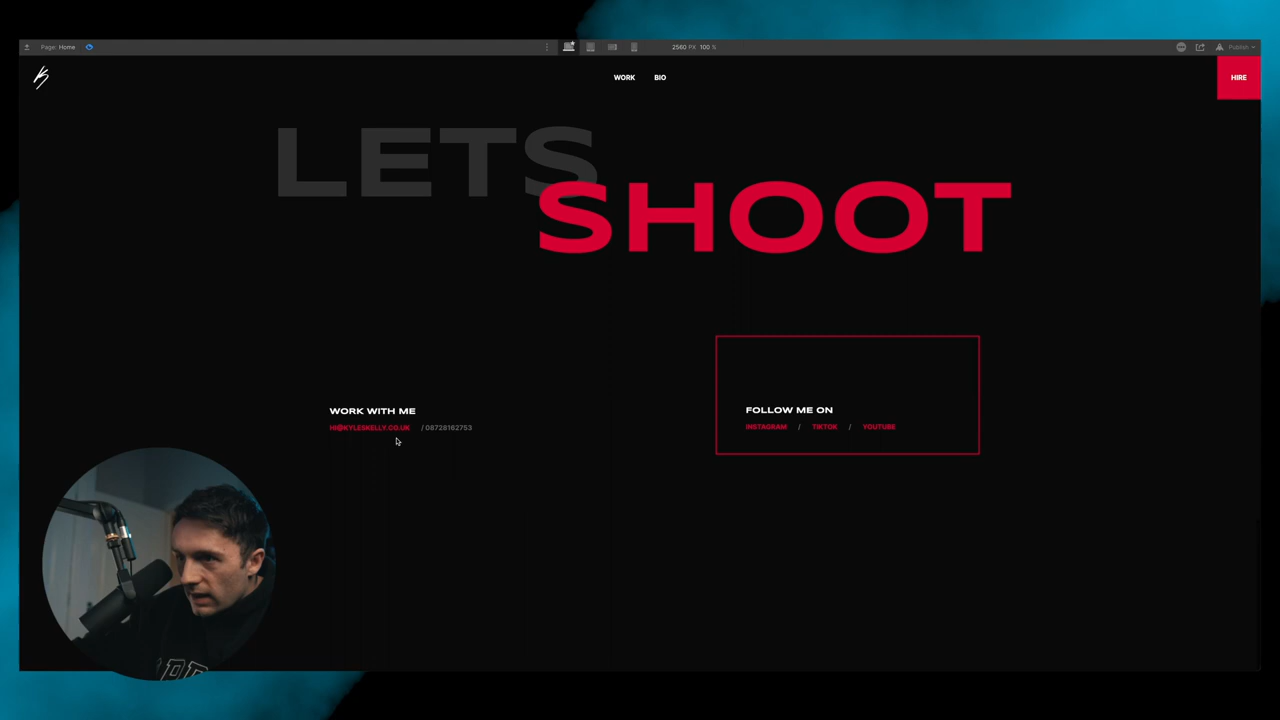 Page: Home
2560 PX 100 %
Publish
WORK
BIO
HIRE
LETS
SHOOT
WORK WITH ME
HI@KYLESKELLY.CO.UK / 08728162753
FOLLOW ME ON
INSTAGRAM / TIKTOK / YOUTUBE